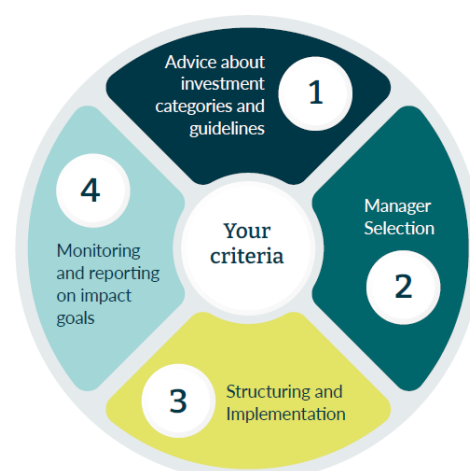 Advice about
investment
categories and
guidelines
1
Manager
Selection
2
Structuring and
Implementation
3
4
Monitoring
and reporting
on impact
goals
Your
criteria